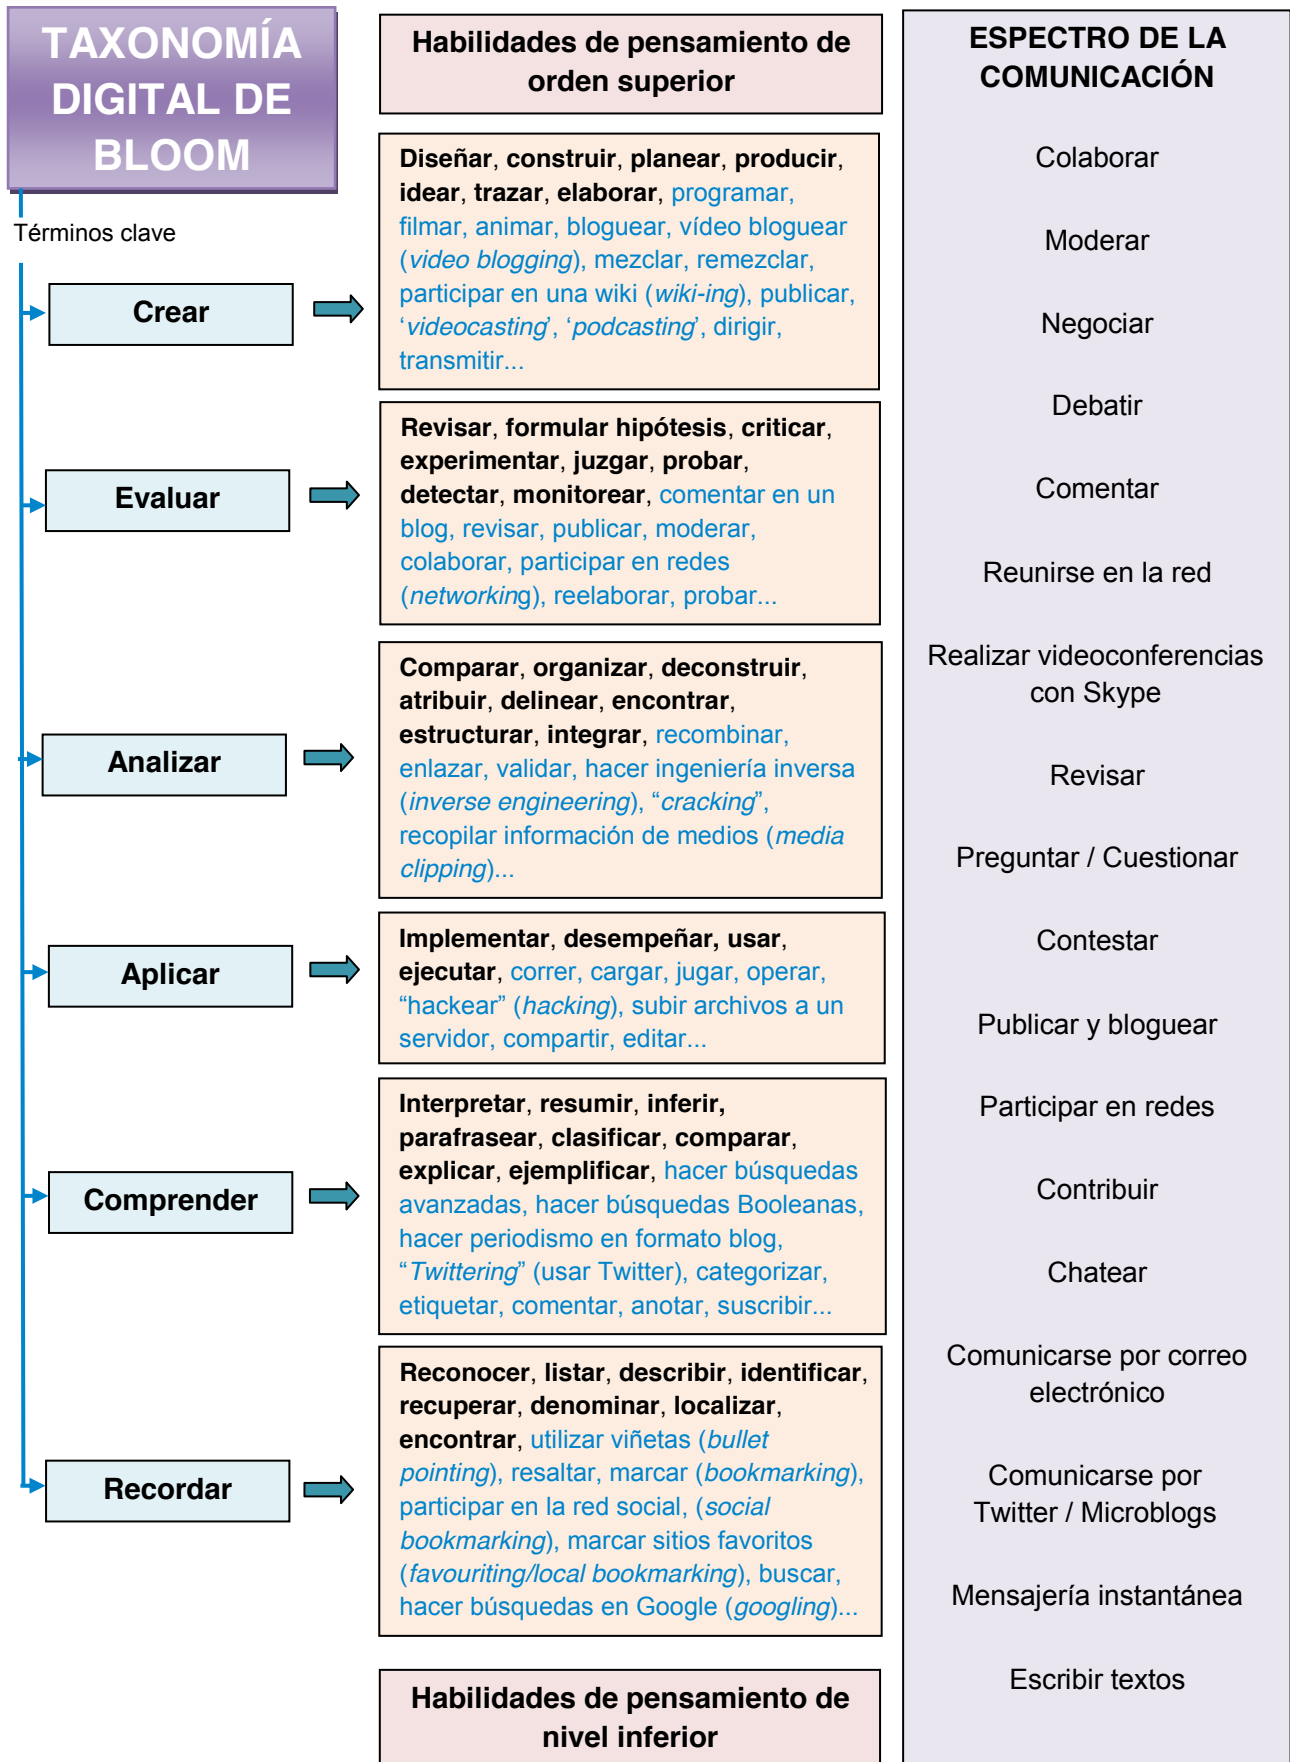 TAXONOMÍA
DIGITAL DE
BLOOM
Términos clave
Habilidades de pensamiento de
orden superior
Crear
Diseñar, construir, planear, producir,
idear, trazar, elaborar, programar,
filmar, animar, bloguear, vídeo bloguear
(video blogging), mezclar, remezclar,
participar en una wiki (wiki-ing), publicar,
‘videocasting’, ‘podcasting’, dirigir,
transmitir...
Evaluar
Revisar, formular hipótesis, criticar,
experimentar, juzgar, probar,
detectar, monitorear, comentar en un
blog, revisar, publicar, moderar,
colaborar, participar en redes
(networking), reelaborar, probar...
Analizar
Comparar, organizar, deconstruir,
atribuir, delinear, encontrar,
estructurar, integrar, recombinar,
enlazar, validar, hacer ingeniería inversa
(inverse engineering), “cracking”,
recopilar información de medios (media
clipping)...
Aplicar
Implementar, desempeñar, usar,
ejecutar, correr, cargar, jugar, operar,
“hackear” (hacking), subir archivos a un
servidor, compartir, editar...
Comprender
Interpretar, resumir, inferir,
parafrasear, clasificar, comparar,
explicar, ejemplificar, hacer búsquedas
avanzadas, hacer búsquedas Booleanas,
hacer periodismo en formato blog,
“Twittering” (usar Twitter), categorizar,
etiquetar, comentar, anotar, suscribir...
Recordar
Reconocer, listar, describir, identificar,
recuperar, denominar, localizar,
encontrar, utilizar viñetas (bullet
pointing), resaltar, marcar (bookmarking),
participar en la red social, (social
bookmarking), marcar sitios favoritos
(favouriting/local bookmarking), buscar,
hacer búsquedas en Google (googling)...
Habilidades de pensamiento de
nivel inferior
ESPECTRO DE LA
COMUNICACIÓN
Colaborar
Moderar
Negociar
Debatir
Comentar
Reunirse en la red
Realizar videoconferencias
con Skype
Revisar
Preguntar / Cuestionar
Contestar
Publicar y bloguear
Participar en redes
Contribuir
Chatear
Comunicarse por correo
electrónico
Comunicarse por
Twitter / Microblogs
Mensajería instantánea
Escribir textos